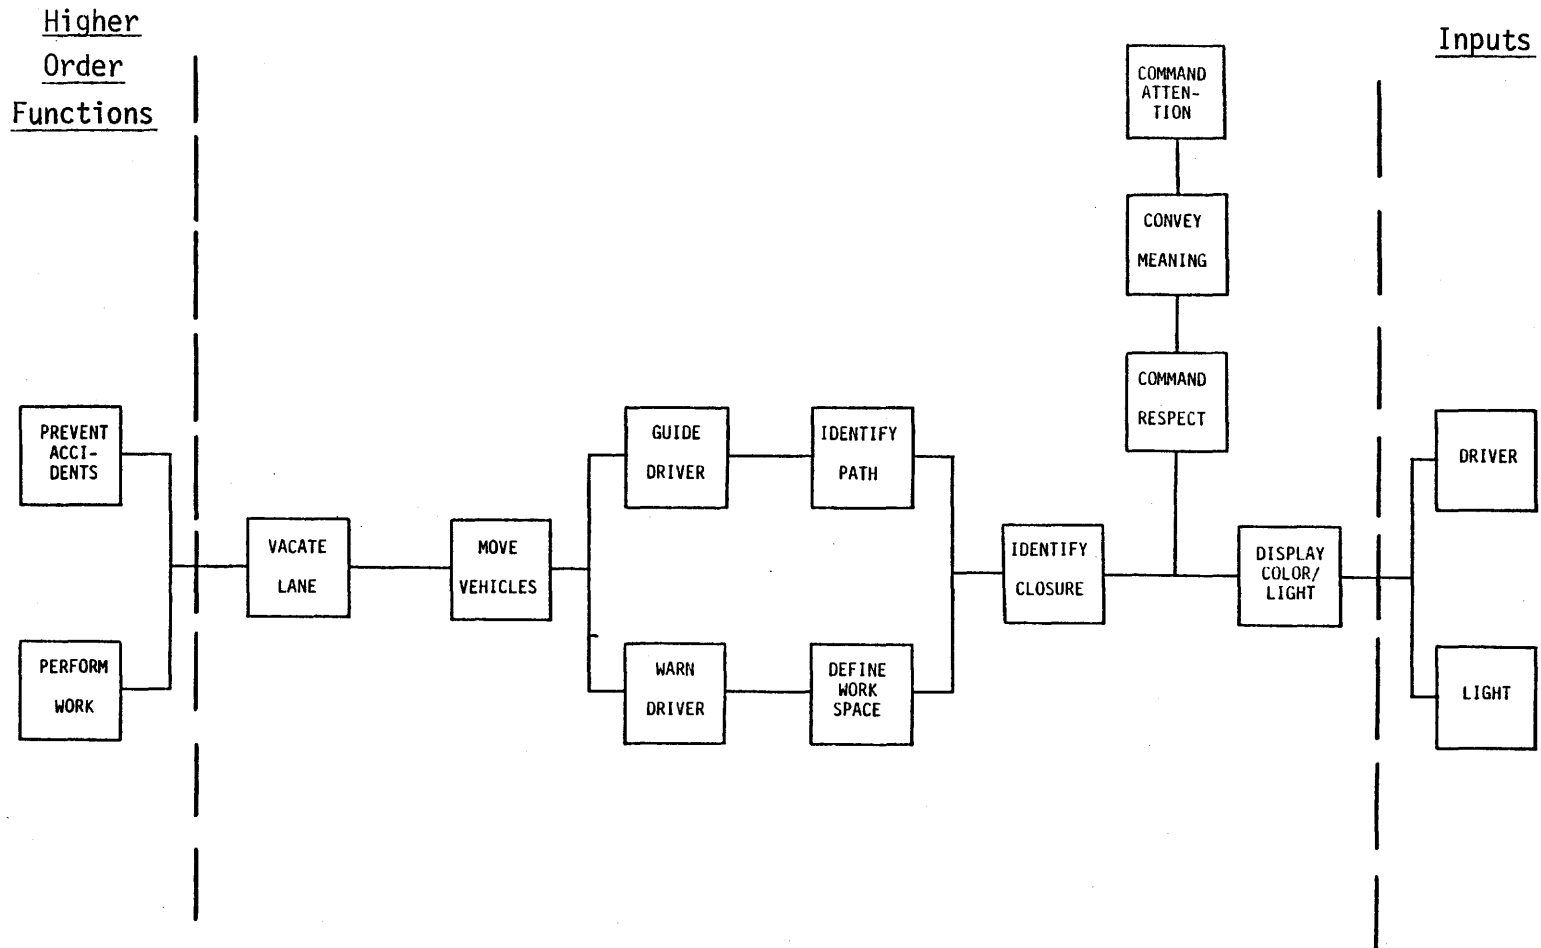 Higher
Order
Functions
Inputs
COMMAND
ATTEN-
TION
CONVEY
MEANING
COMMAND
RESPECT
PREVENT
ACCI-
DENTS
GUIDE
DRIVER
IDENTIFY
PATH
DRIVER
VACATE
LANE
MOVE
VEHICLES
IDENTIFY
CLOSURE
DISPLAY
COLOR/
LIGHT
PERFORM
WORK
WARN
DRIVER
DEFINE
WORK
SPACE
LIGHT